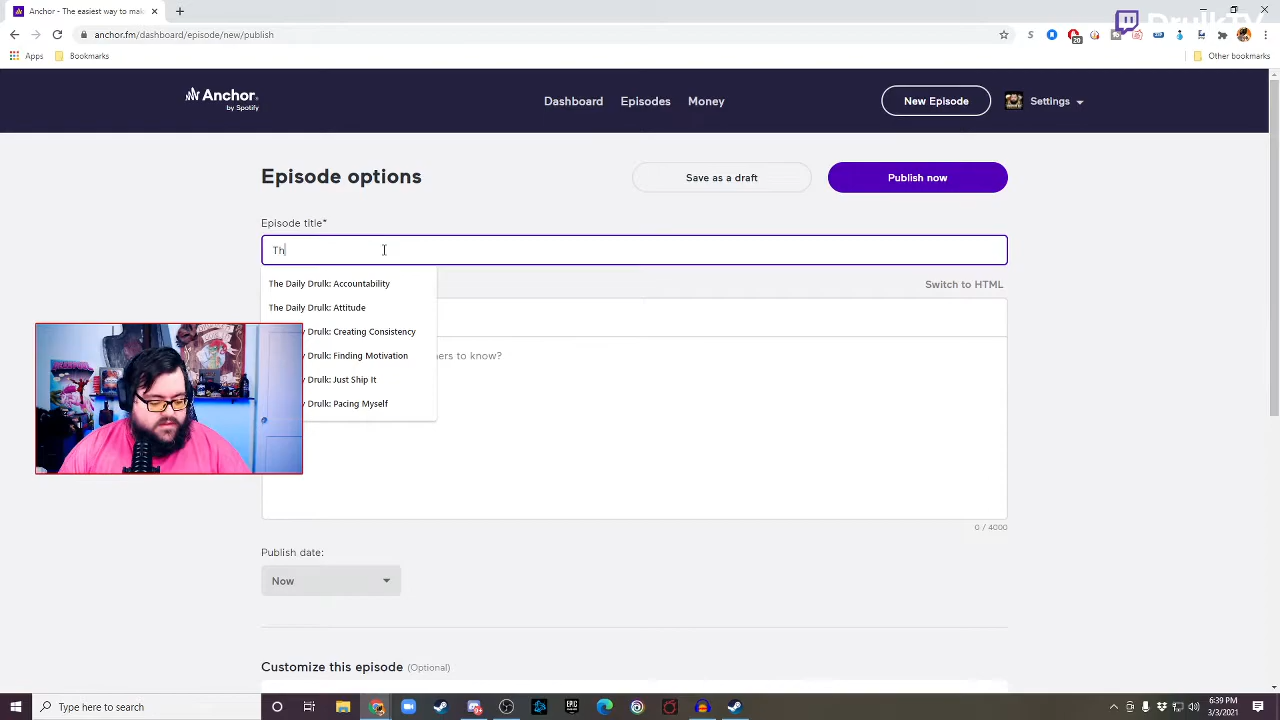 Anchor - The easiest way to mak
DrulkTV
anchor.fm/dashboard/episode/new/publish
20
Apps
Bookmarks
Other bookmarks
Anchor
by Spotify
Dashboard
Episodes
Money
New Episode
Settings
Episode options
Save as a draft
Publish now
Episode title*
Th
The Daily Drulk: Accountability
Switch to HTML
The Daily Drulk: Attitude
y Drulk: Creating Consistency
y Drulk: Finding Motivation
ners to know?
y Drulk: Just Ship It
y Drulk: Pacing Myself
0 / 4000
Publish date:
Now
Customize this episode (Optional)
Type here to search
6:39 PM
3/3/2021